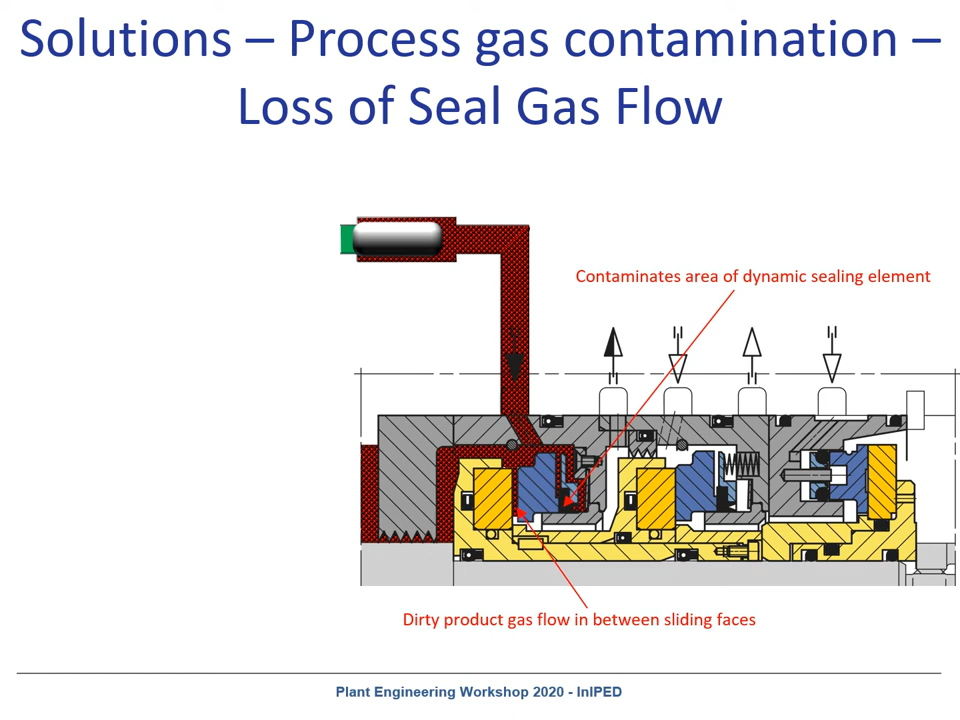 Solutions – Process gas contamination –
Loss of Seal Gas Flow
Contaminates area of dynamic sealing element
Dirty product gas flow in between sliding faces
Plant Engineering Workshop 2020 - InIPED